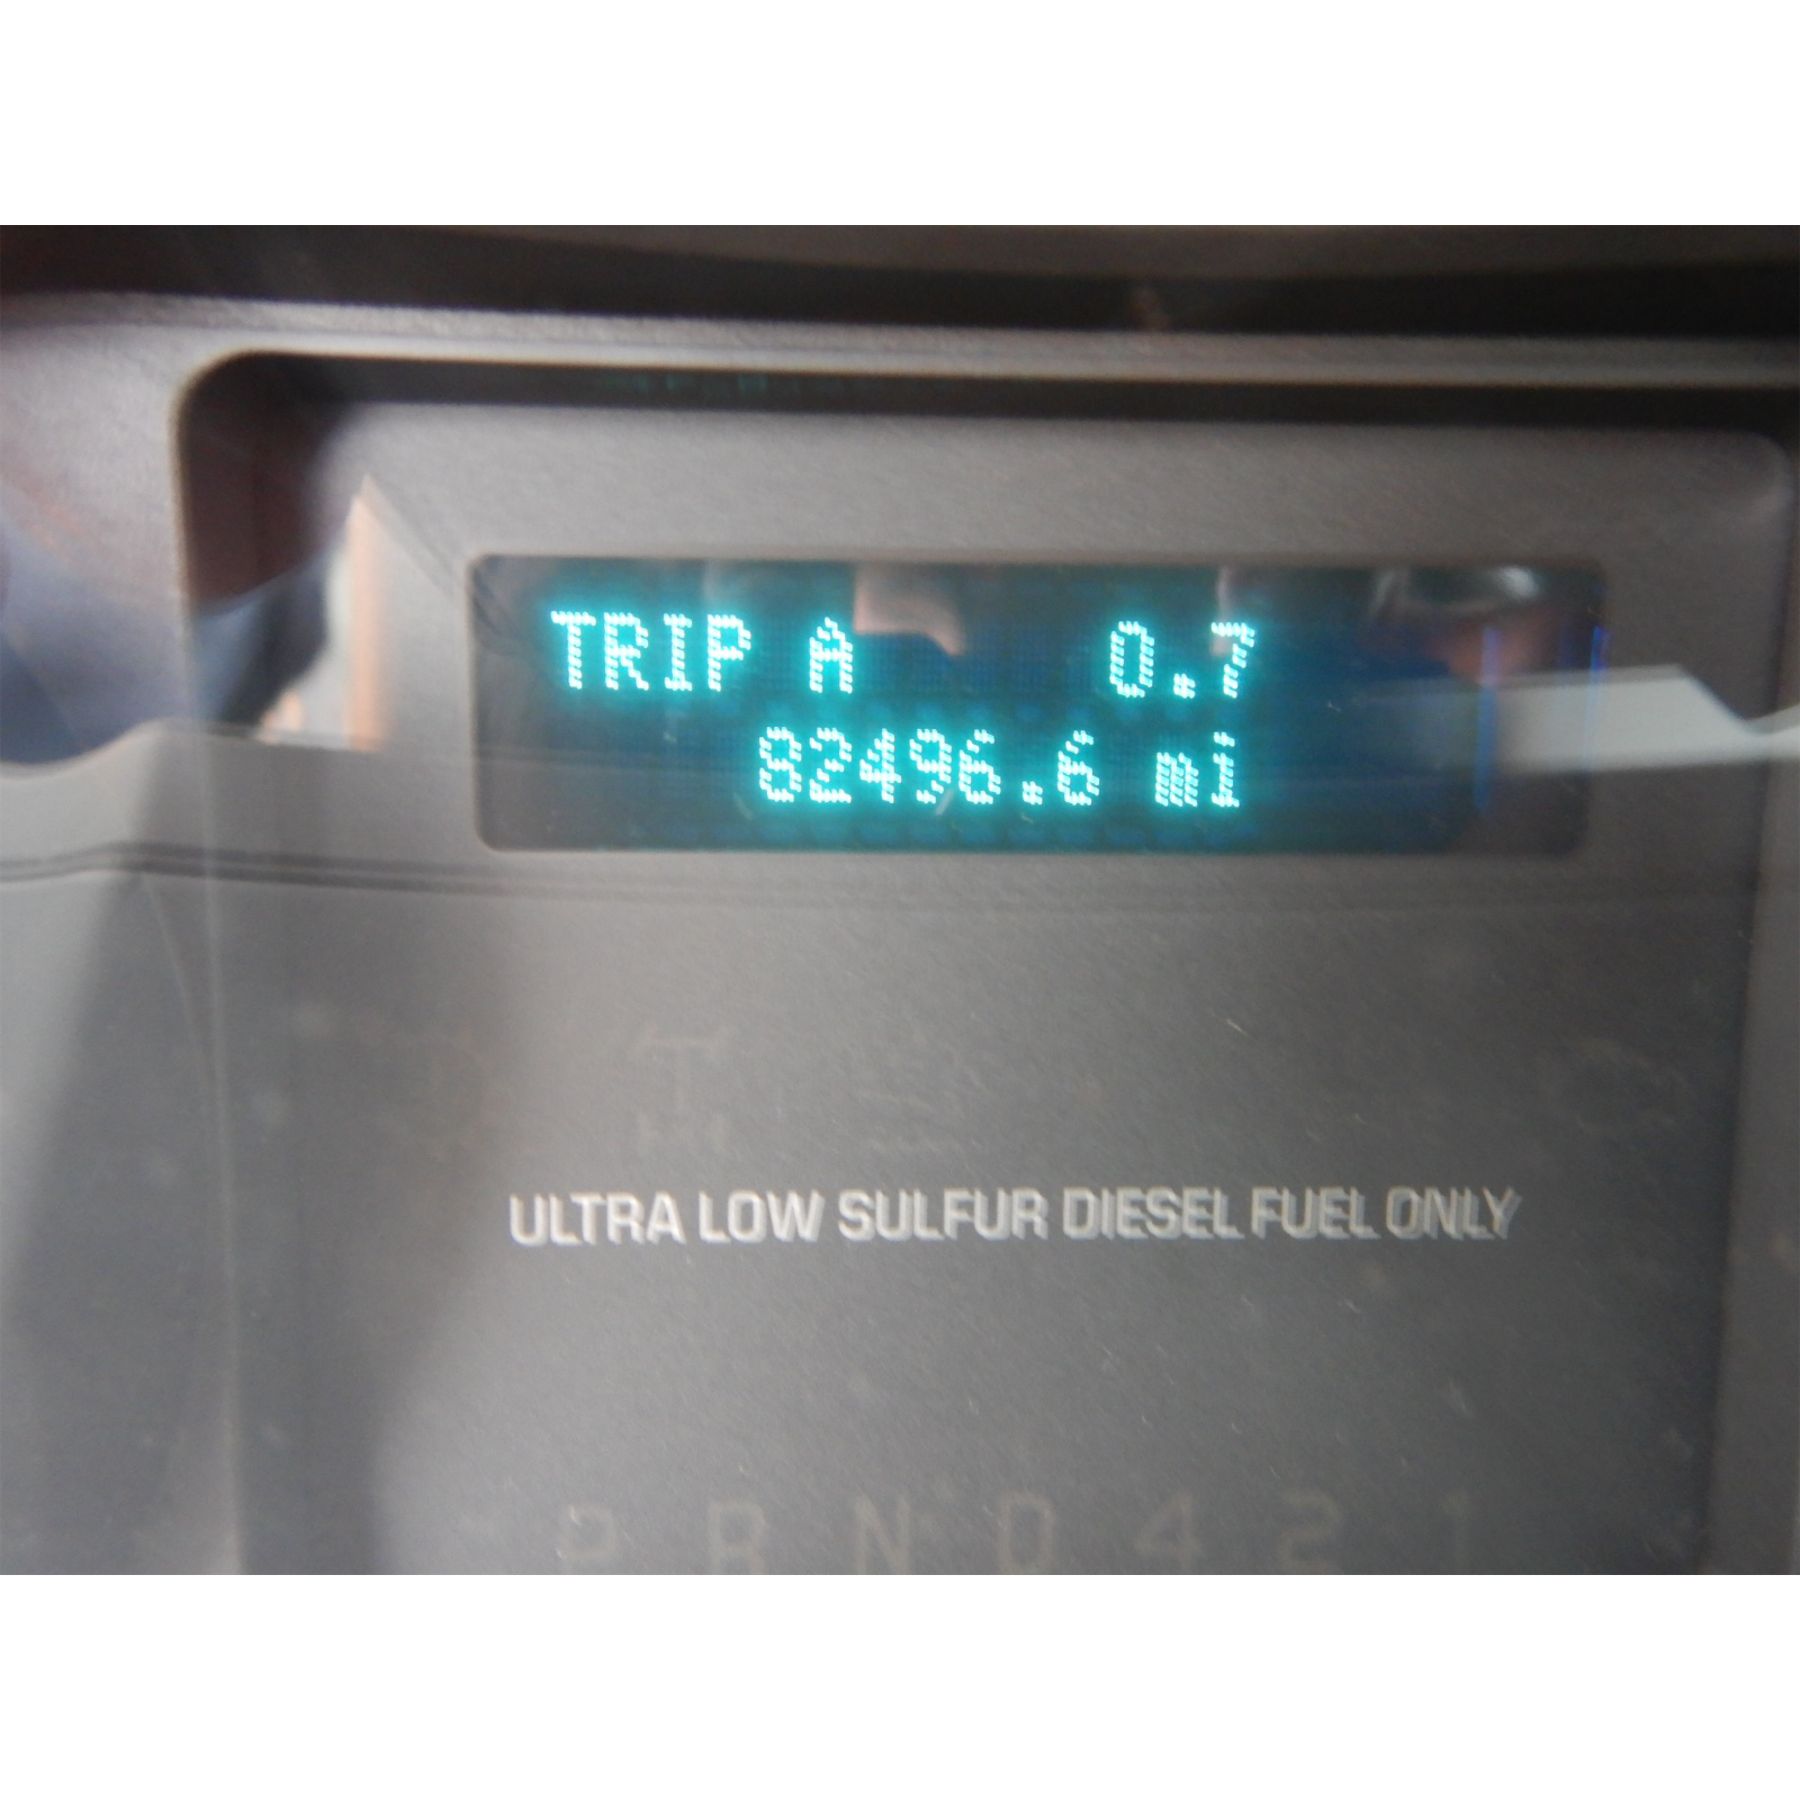 TRIP A 0.7
82496.6 mi
ULTRA LOW SULFUR DIESEL FUEL ONLY
P R N D 4 2 1